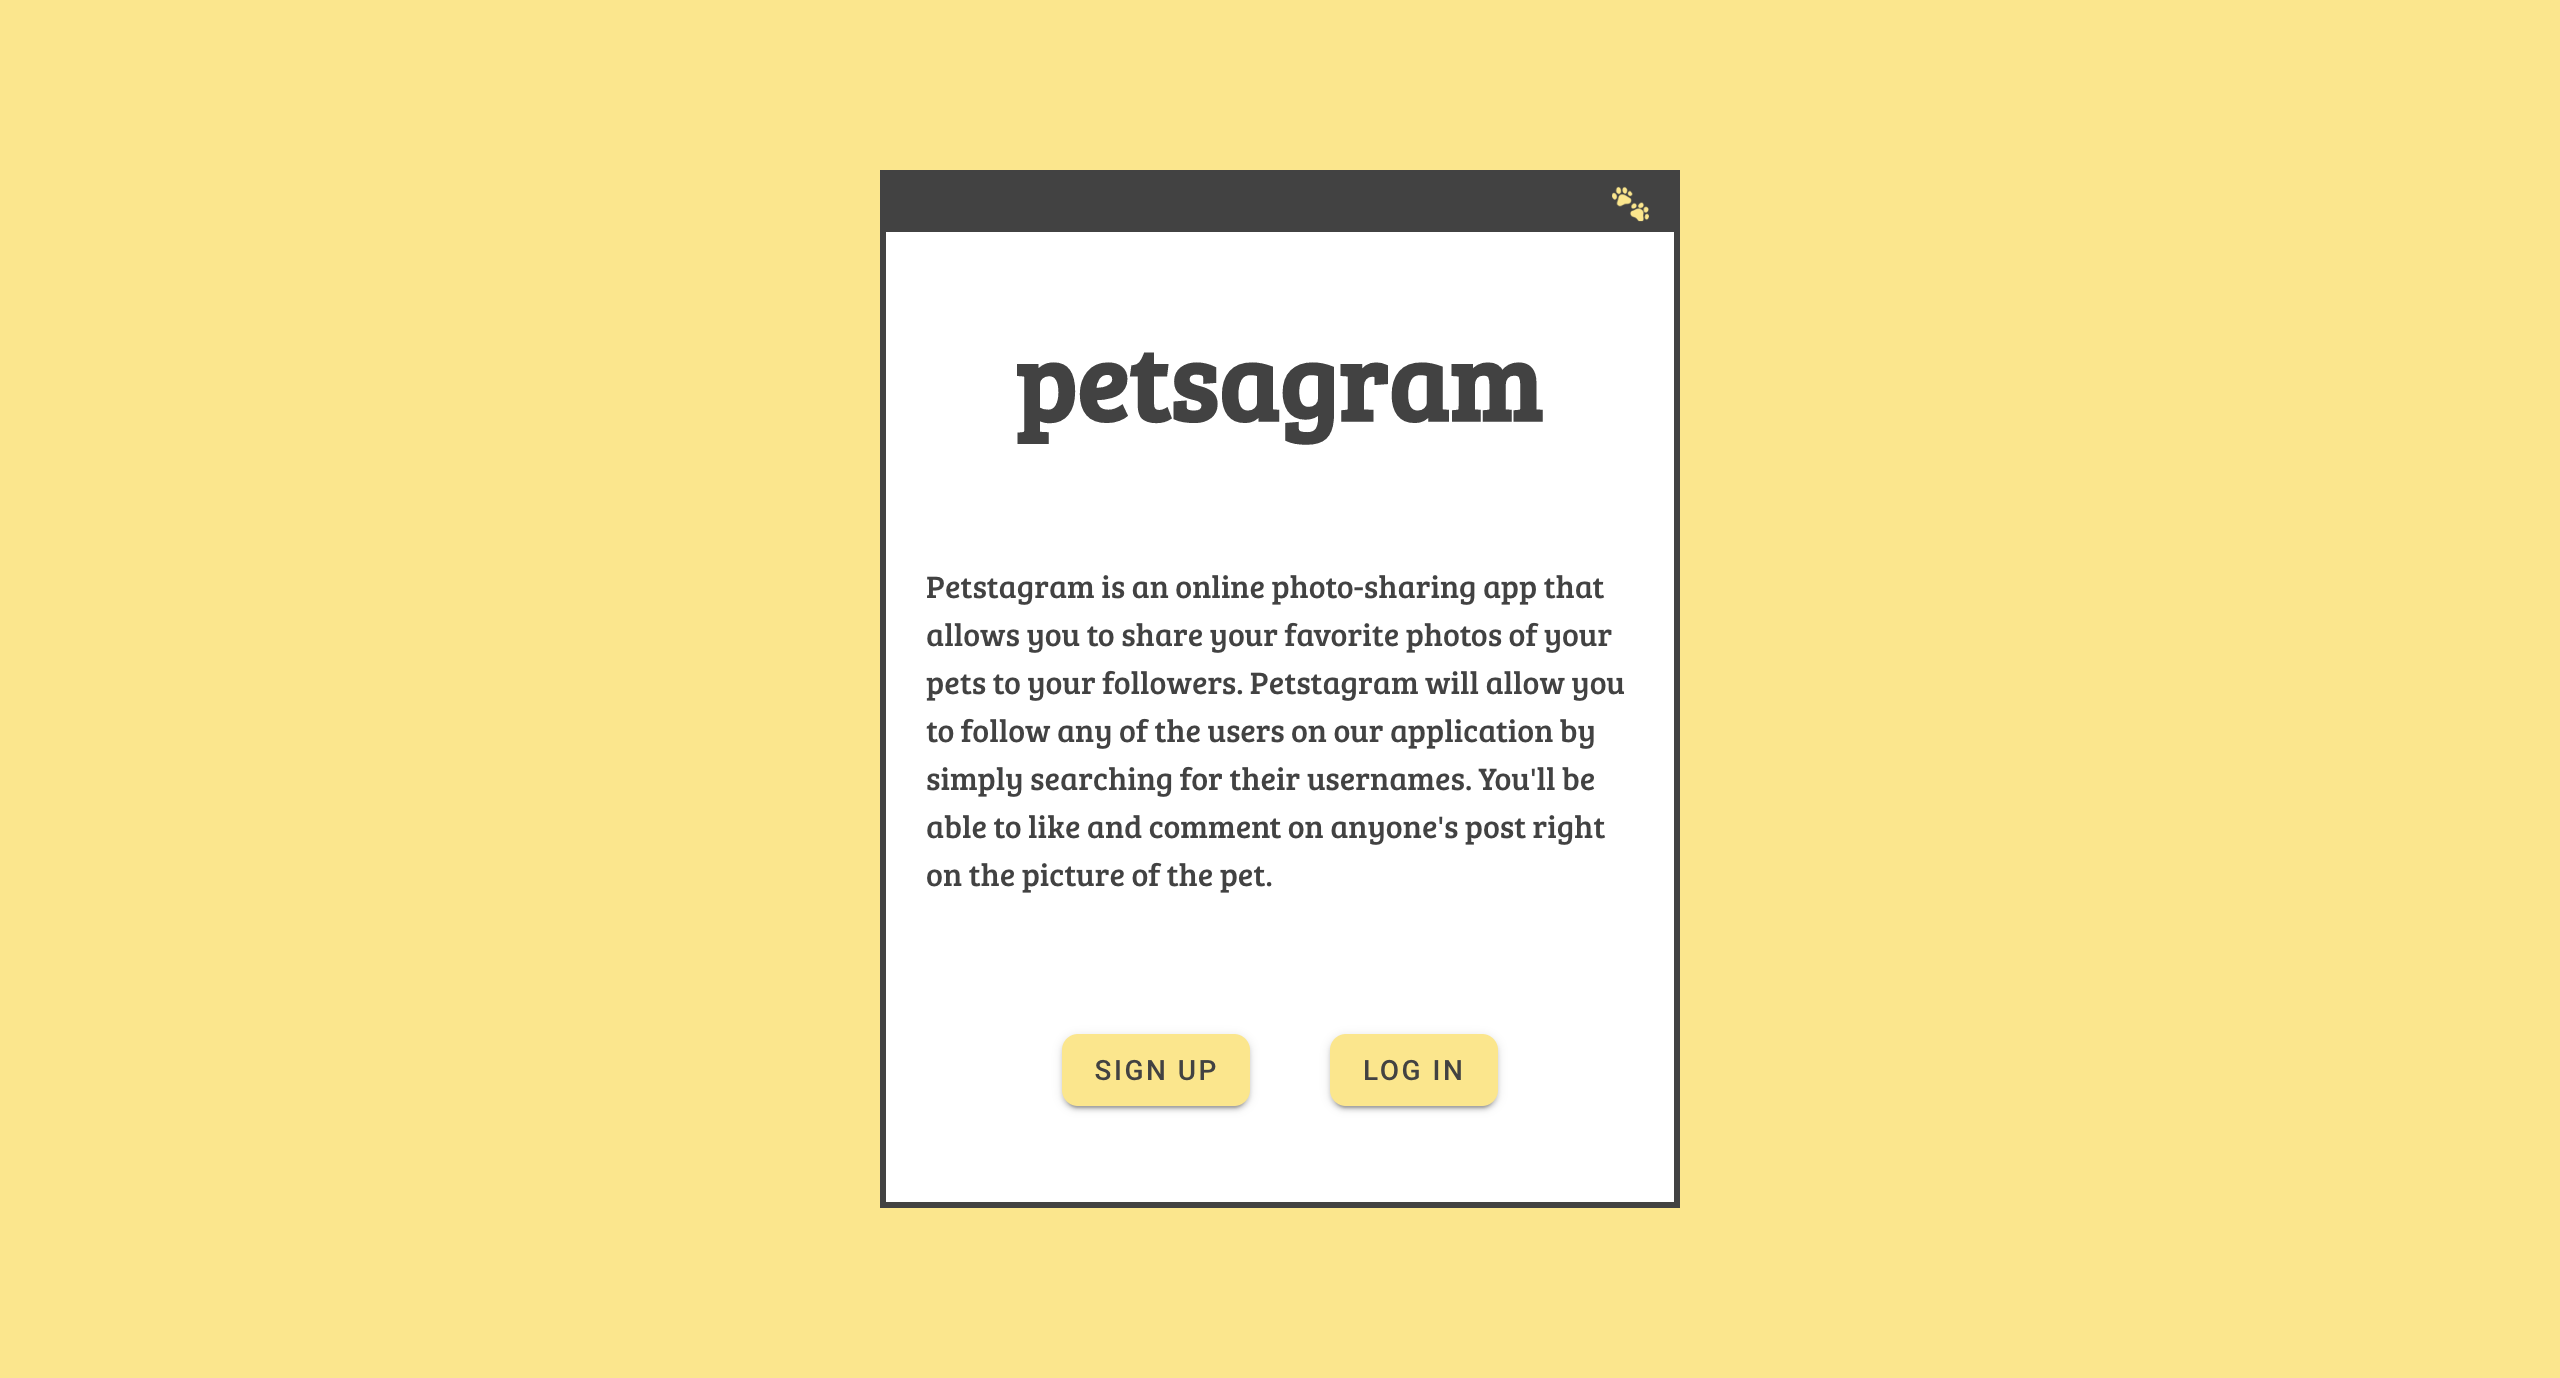 petsagram
Petstagram is an online photo-sharing app that
allows you to share your favorite photos of your
pets to your followers. Petstagram will allow you
to follow any of the users on our application by
simply searching for their usernames. You'll be
able to like and comment on anyone's post right
on the picture of the pet.
SIGN UP
LOG IN